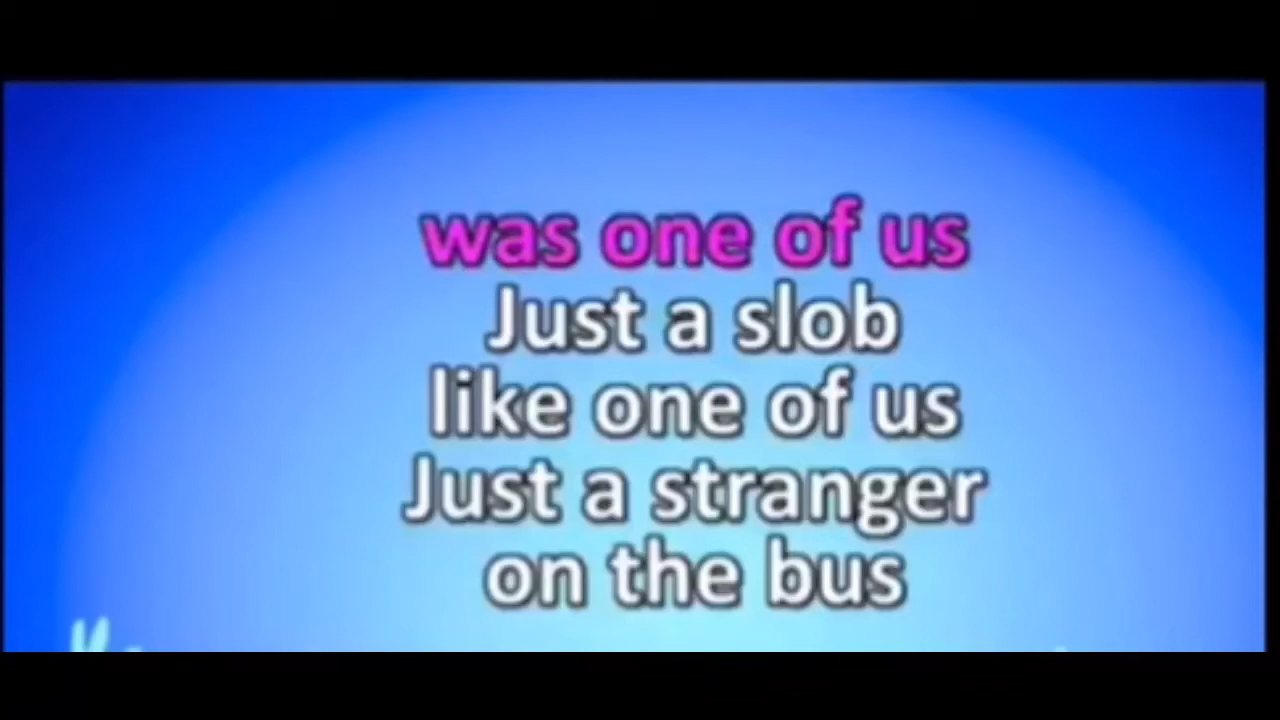 was one of us
Just a slob
like one of us
Just a stranger
on the bus